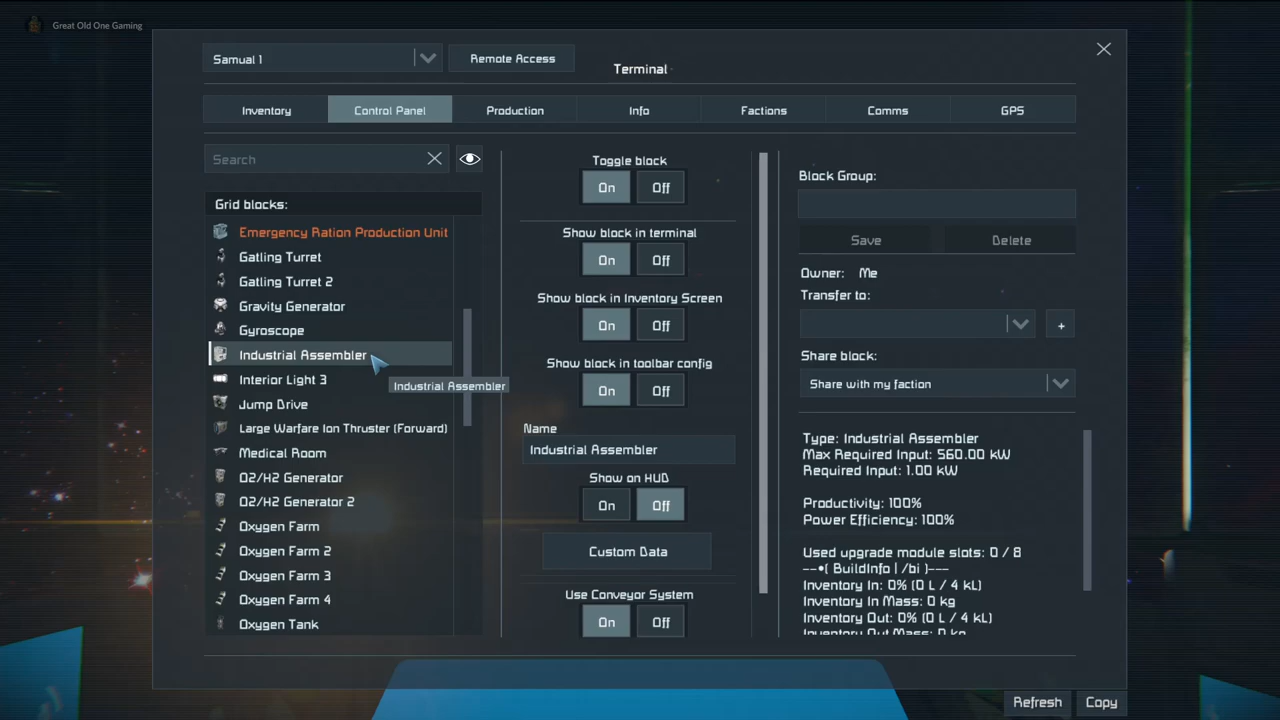 Great Old One Gaming
Samual 1
Remote Access
Terminal
Inventory
Control Panel
Production
Info
Factions
Comms
GPS
Search
Grid blocks:
Emergency Ration Production Unit
Gatling Turret
Gatling Turret 2
Gravity Generator
Gyroscope
Industrial Assembler
Interior Light 3
Jump Drive
Large Warfare Ion Thruster (Forward)
Medical Room
O2/H2 Generator
O2/H2 Generator 2
Oxygen Farm
Oxygen Farm 2
Oxygen Farm 3
Oxygen Farm 4
Oxygen Tank
Industrial Assembler
Toggle block
On Off
Show block in terminal
On Off
Show block in Inventory Screen
On Off
Show block in toolbar config
On Off
Name
Industrial Assembler
Show on HUD
On Off
Custom Data
Use Conveyor System
On Off
Block Group:
Save
Delete
Owner: Me
Transfer to:
+
Share block:
Share with my faction
Type: Industrial Assembler
Max Required Input: 560.00 kW
Required Input: 1.00 kW
Productivity: 100%
Power Efficiency: 100%
Used upgrade module slots: 0 / 8
--•( BuildInfo | /bi )---
Inventory In: 0% (0 L / 4 kL)
Inventory In Mass: 0 kg
Inventory Out: 0% (0 L / 4 kL)
Inventory Out Mass: 0 kg
Refresh
Copy